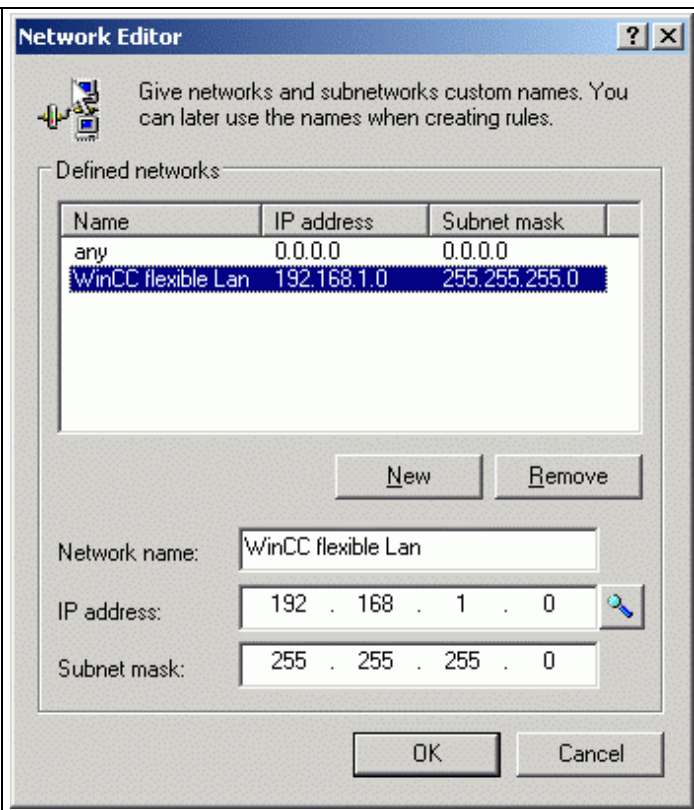 Network Editor
Give networks and subnetworks custom names. You
can later use the names when creating rules.
Defined networks
Name IP address Subnet mask
any 0.0.0.0 0.0.0.0
WinCC flexible Lan 192.168.1.0 255.255.255.0
New Remove
Network name: WinCC flexible Lan
IP address: 192 . 168 . 1 . 0
Subnet mask: 255 . 255 . 255 . 0
OK Cancel